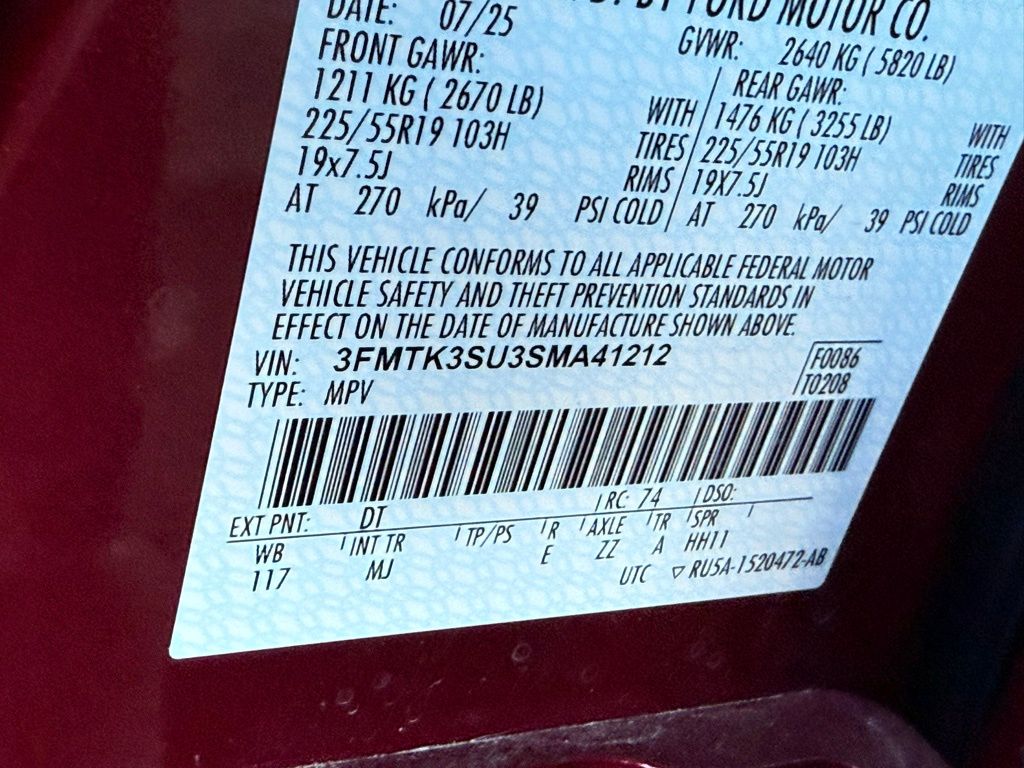 BY FORD MOTOR CO.
DATE: 07/25 GVWR: 2640 KG ( 5820 LB)
FRONT GAWR: REAR GAWR:
1211 KG ( 2670 LB) WITH 1476 KG ( 3255 LB) WITH
225/55R19 103H TIRES 225/55R19 103H TIRES
19x7.5J RIMS 19X7.5J RIMS
AT 270 kPa/ 39 PSI COLD AT 270 kPa/ 39 PSI COLD
THIS VEHICLE CONFORMS TO ALL APPLICABLE FEDERAL MOTOR
VEHICLE SAFETY AND THEFT PREVENTION STANDARDS IN
EFFECT ON THE DATE OF MANUFACTURE SHOWN ABOVE.
VIN: 3FMTK3SU3SMA41212 F0086
TYPE: MPV T0208
EXT PNT: DT RC: 74 DSO:
WB INT TR TP/PS R AXLE TR SPR
117 MJ E ZZ A HH11
UTC ▽ RU5A-1520472-AB